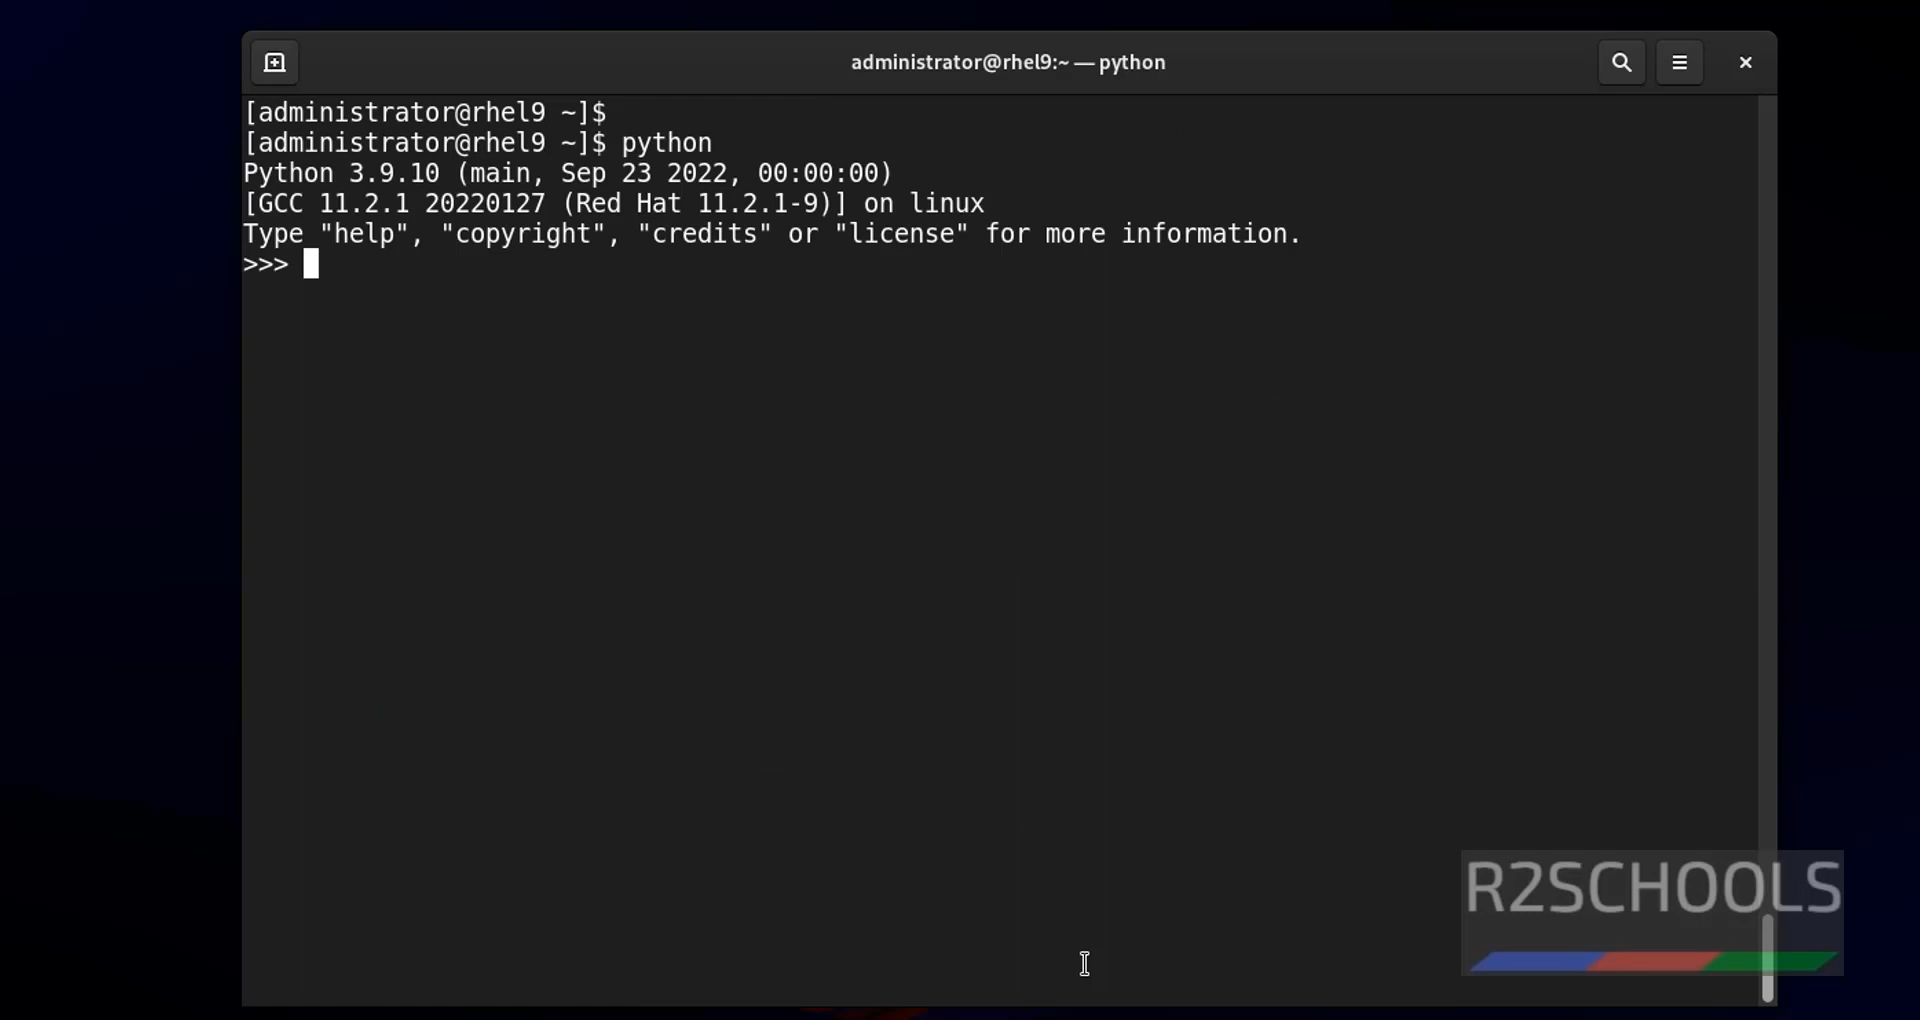 administrator@rhel9:~ — python
[administrator@rhel9 ~]$
[administrator@rhel9 ~]$ python
Python 3.9.10 (main, Sep 23 2022, 00:00:00)
[GCC 11.2.1 20220127 (Red Hat 11.2.1-9)] on linux
Type "help", "copyright", "credits" or "license" for more information.
>>>
R2SCHOOLS